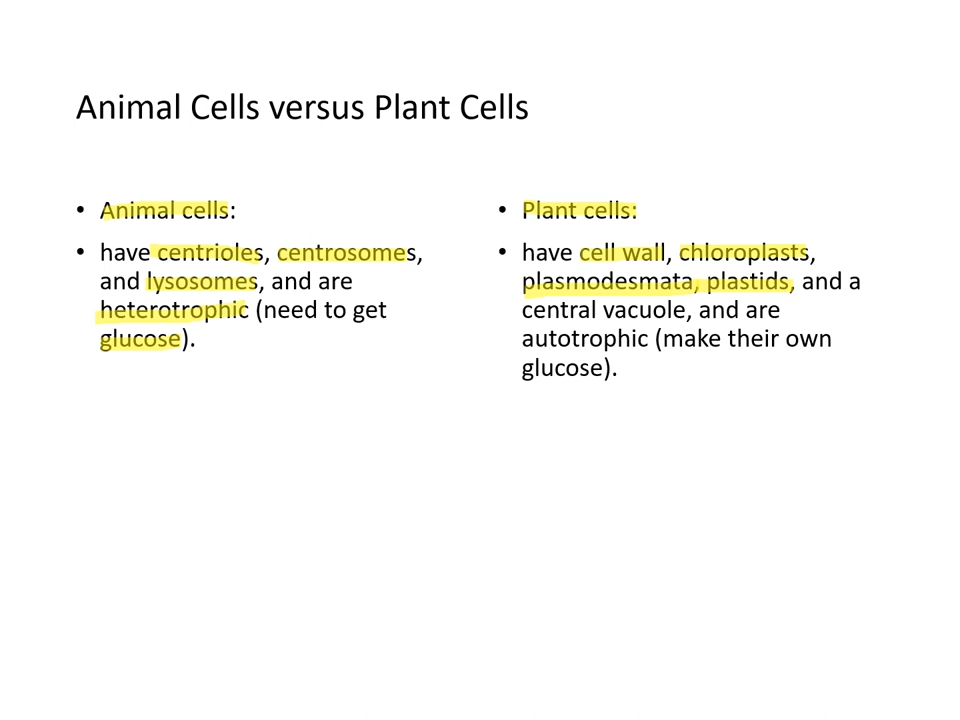 Animal Cells versus Plant Cells
• Animal cells:
• have centrioles, centrosomes,
and lysosomes, and are
heterotrophic (need to get
glucose).
• Plant cells:
• have cell wall, chloroplasts,
plasmodesmata, plastids, and a
central vacuole, and are
autotrophic (make their own
glucose).